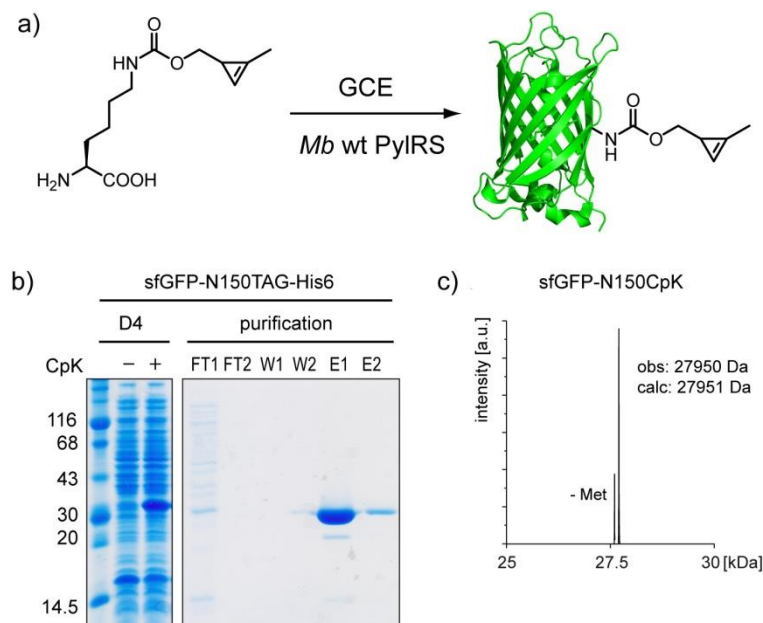 a)
HN
O
O
H₂N
COOH
GCE
Mb wt PylRS
O
NH
O
b)
sfGFP-N150TAG-His6
D4 purification
CpK − + FT1 FT2 W1 W2 E1 E2
116
68
43
30
20
14.5
c)
sfGFP-N150CpK
intensity [a.u.]
obs: 27950 Da
calc: 27951 Da
- Met
25 27.5 30 [kDa]